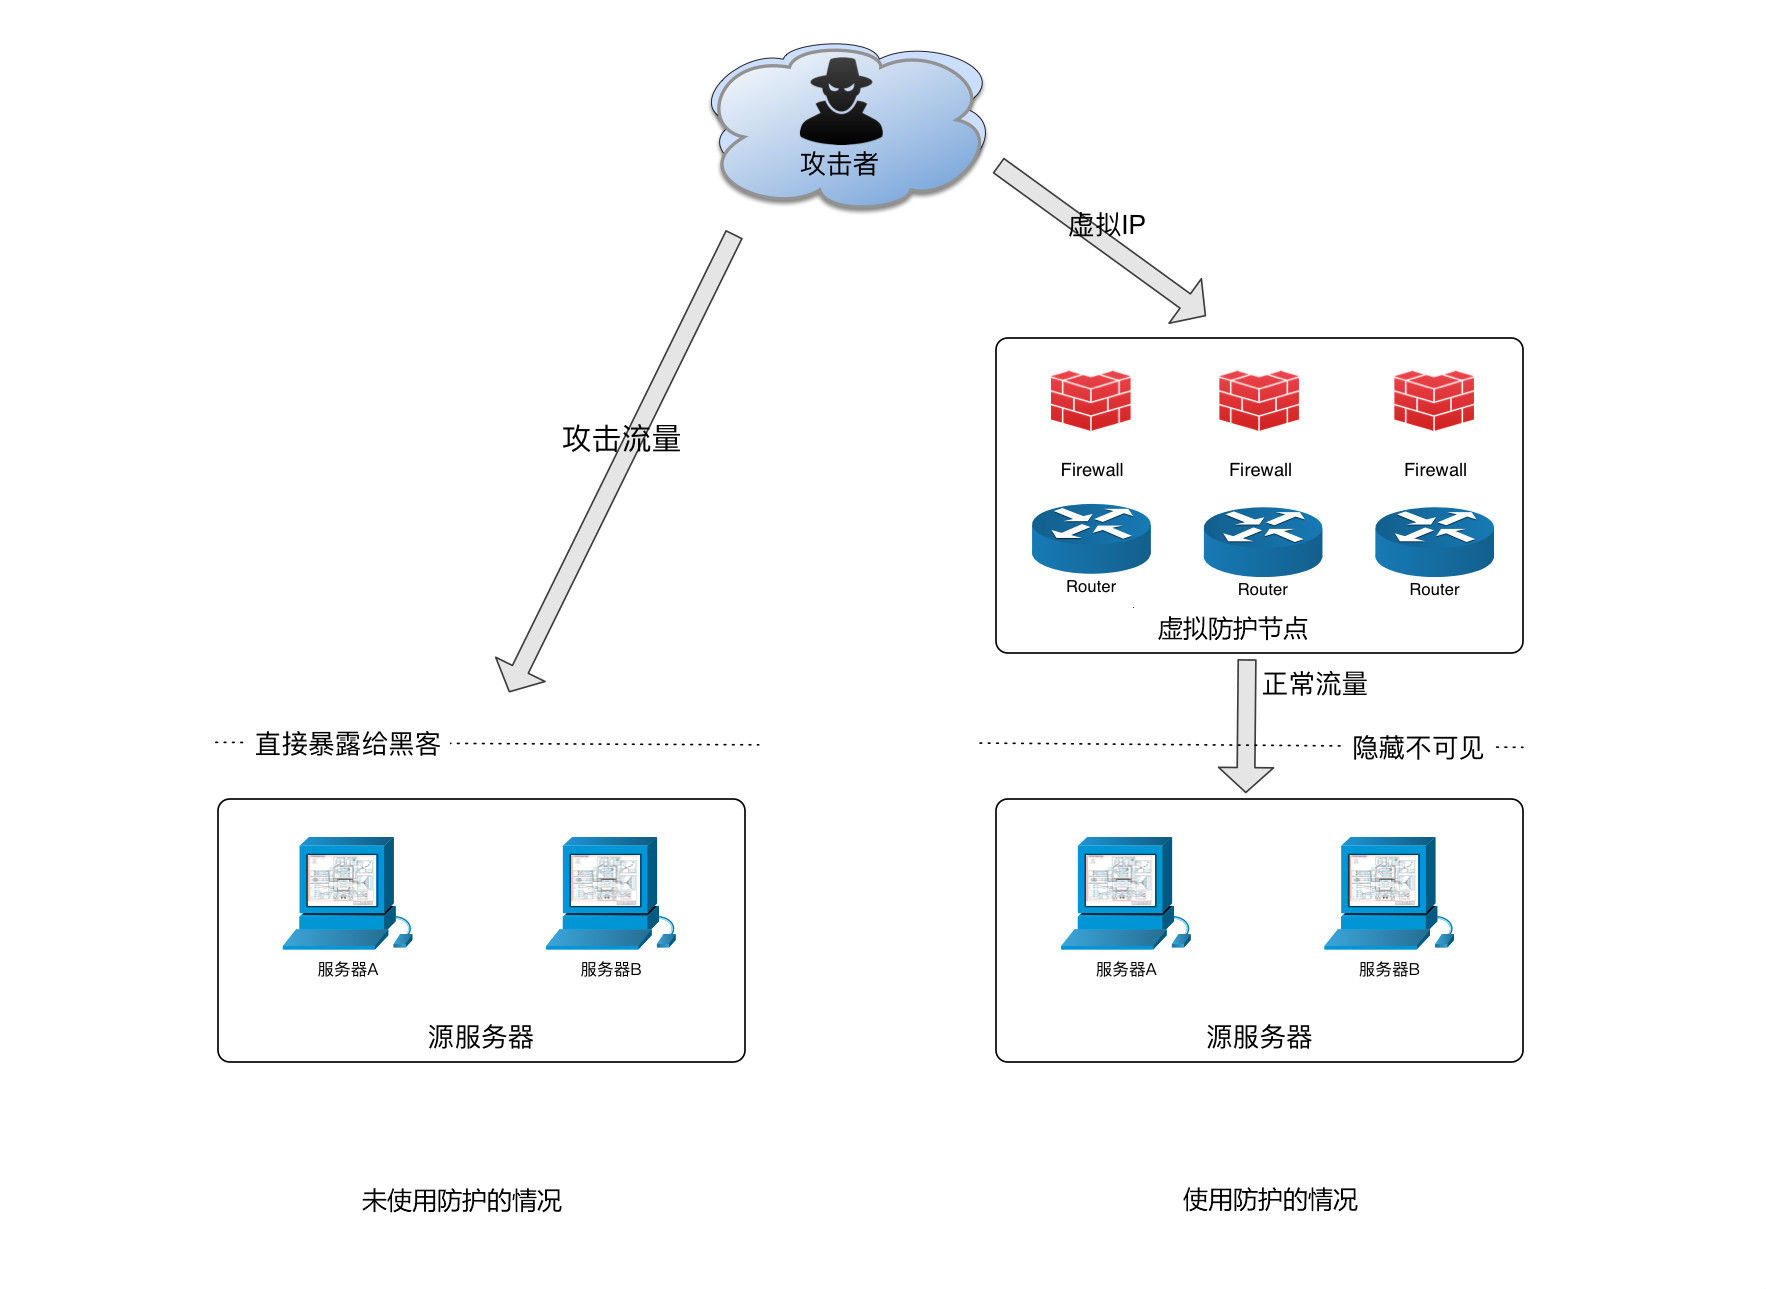 攻击者
虚拟IP
攻击流量
Firewall
Firewall
Firewall
Router
Router
Router
虚拟防护节点
正常流量
直接暴露给黑客
隐藏不可见
服务器A
服务器B
源服务器
服务器A
服务器B
源服务器
未使用防护的情况
使用防护的情况